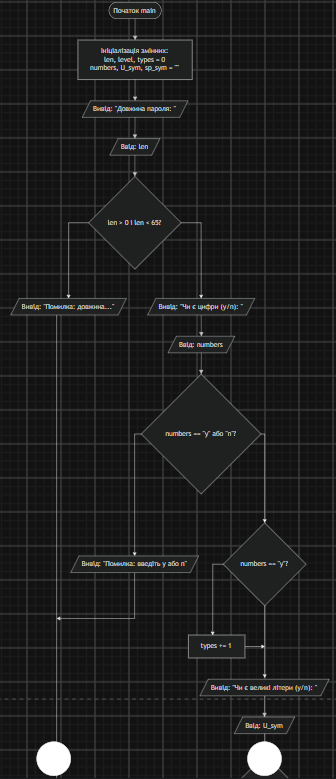 Початок main
Ініціалізація змінних:
len, level, types = 0
numbers, U_sym, sp_sym = ""
Вивід: "Довжина пароля: "
Ввід: len
len > 0 і len < 65?
Вивід: "Помилка: довжина..."
Вивід: "Чи є цифри (y/n): "
Ввід: numbers
numbers == "y" або "n"?
Вивід: "Помилка: введіть y або n"
numbers == "y"?
types += 1
Вивід: "Чи є великі літери (y/n): "
Ввід: U_sym